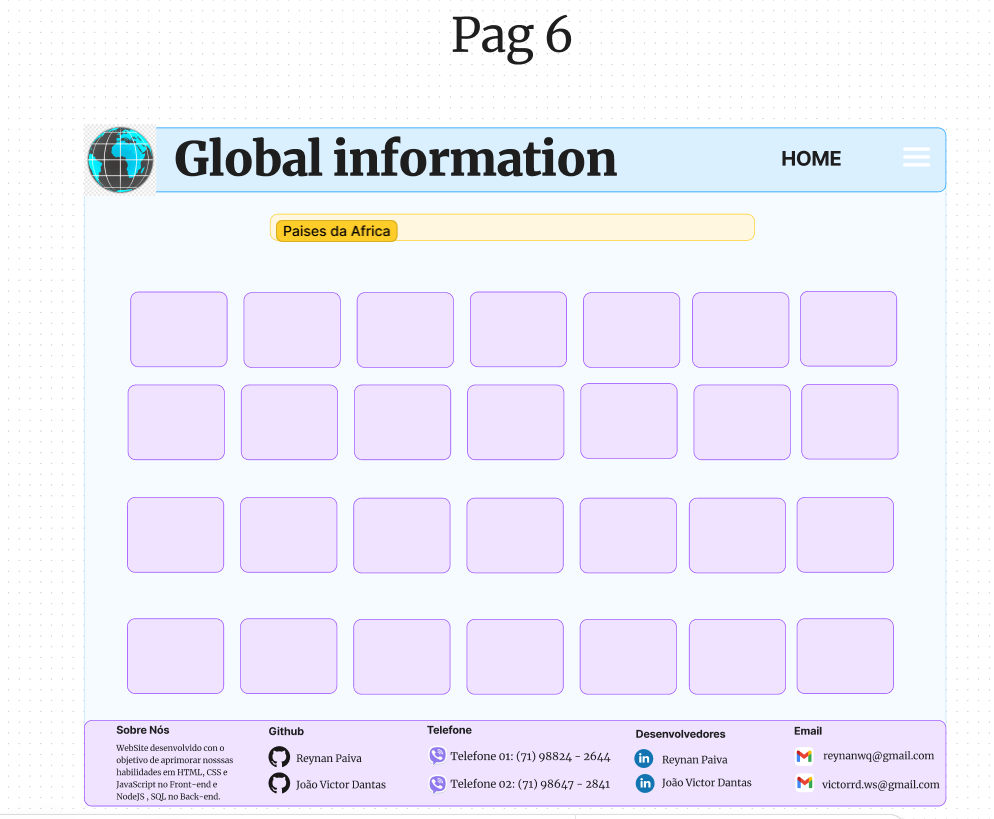 Pag 6
Global information
HOME
Paises da Africa
Sobre Nós
WebSite desenvolvido con o
objetivo de aprimorar nosssas
habilidades em HTML, CSS e
JavaScript no Front-end e
NodeJS , SQL no Back-end.
Github
Reynan Paiva
João Victor Dantas
Telefone
Telefone 01: (71) 98824 - 2644
Telefone 02: (71) 98647 - 2841
Desenvolvedores
in
Reynan Paiva
in
João Victor Dantas
Email
reynanwq@gmail.com
victorrd.ws@gmail.com